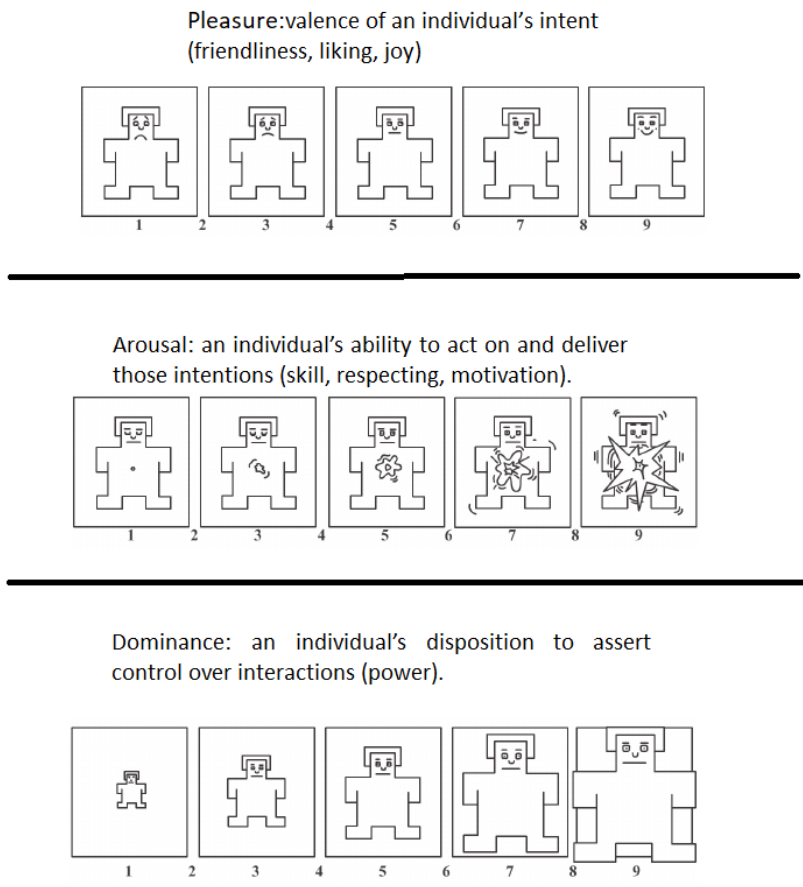 Pleasure:valence of an individual’s intent
(friendliness, liking, joy)
1 2 3 4 5 6 7 8 9
Arousal: an individual’s ability to act on and deliver
those intentions (skill, respecting, motivation).
1 2 3 4 5 6 7 8 9
Dominance: an individual’s disposition to assert
control over interactions (power).
1 2 3 4 5 6 7 8 9